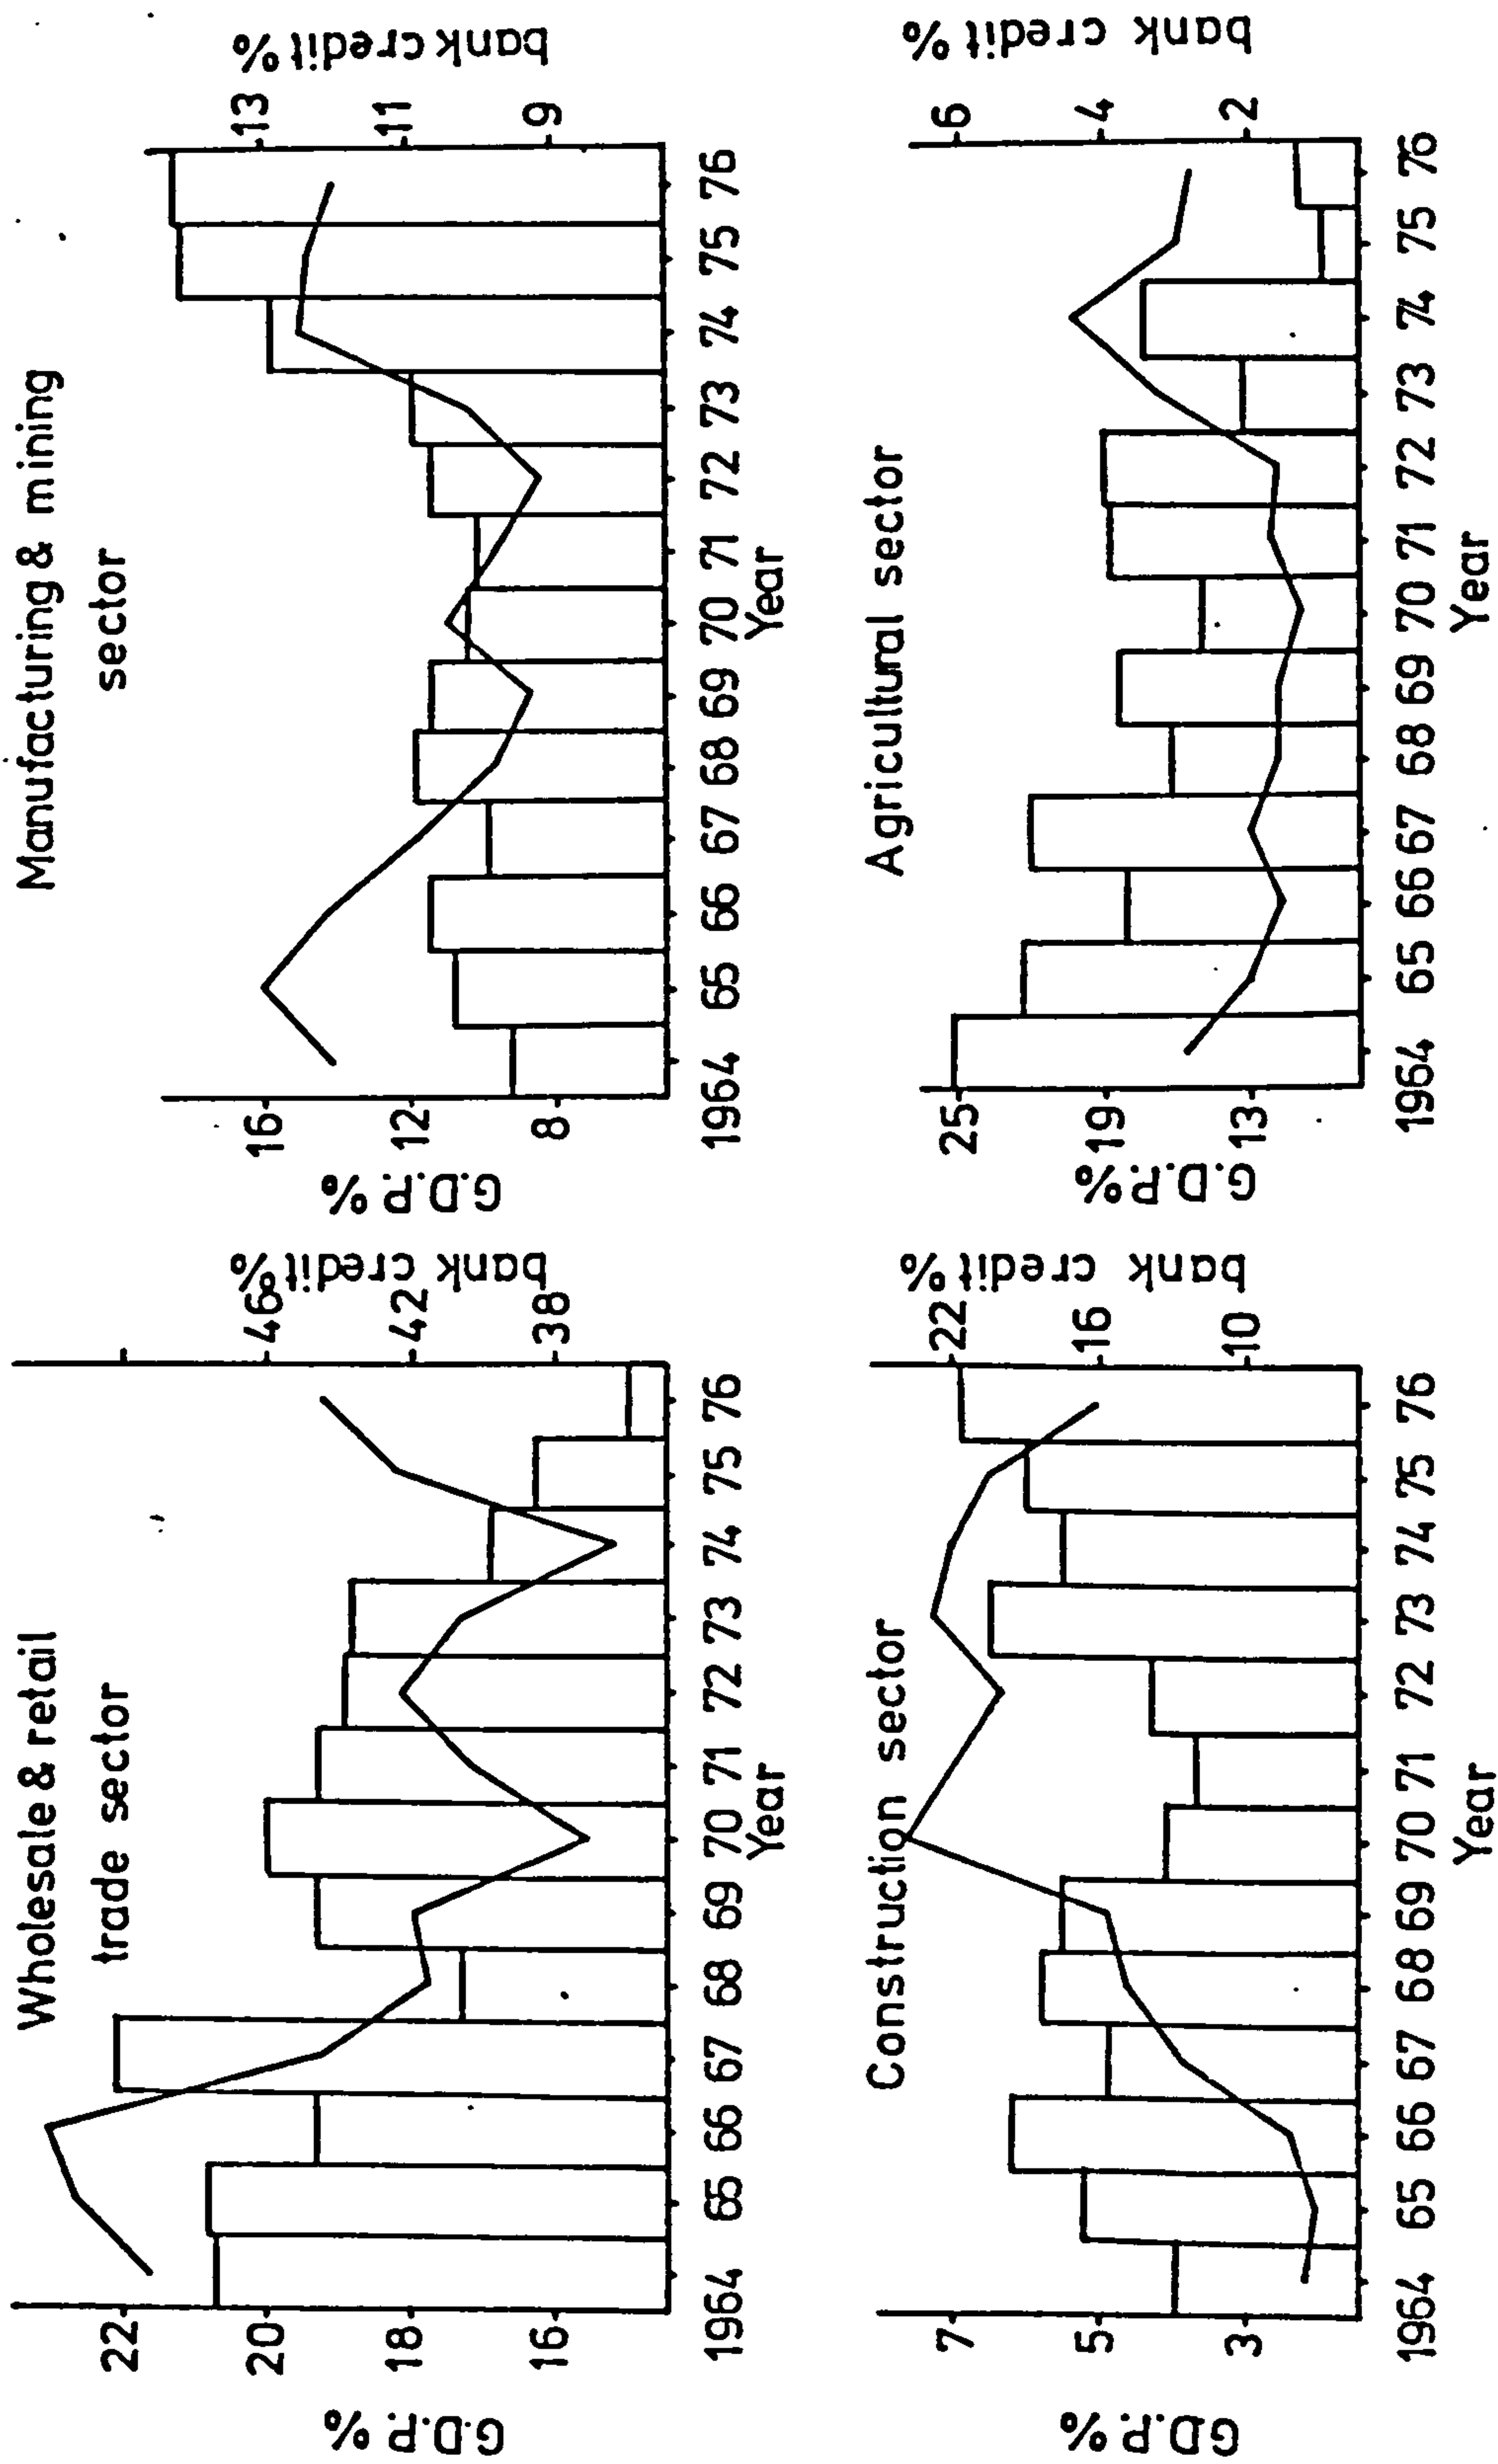 Wholesale & retail
trade sector
G.D.P. %
22
20
18
16
bank credit %
46
42
38
1964 65 66 67 68 69 70 71 72 73 74 75 76
Year
Manufacturing & mining
sector
G.D.P. %
16
12
8
bank credit %
13
11
9
1964 65 66 67 68 69 70 71 72 73 74 75 76
Year
Construction sector
G.D.P. %
7
5
3
bank credit %
22
16
10
1964 65 66 67 68 69 70 71 72 73 74 75 76
Year
Agricultural sector
G.D.P. %
25
19
13
bank credit %
6
4
2
1964 65 66 67 68 69 70 71 72 73 74 75 76
Year